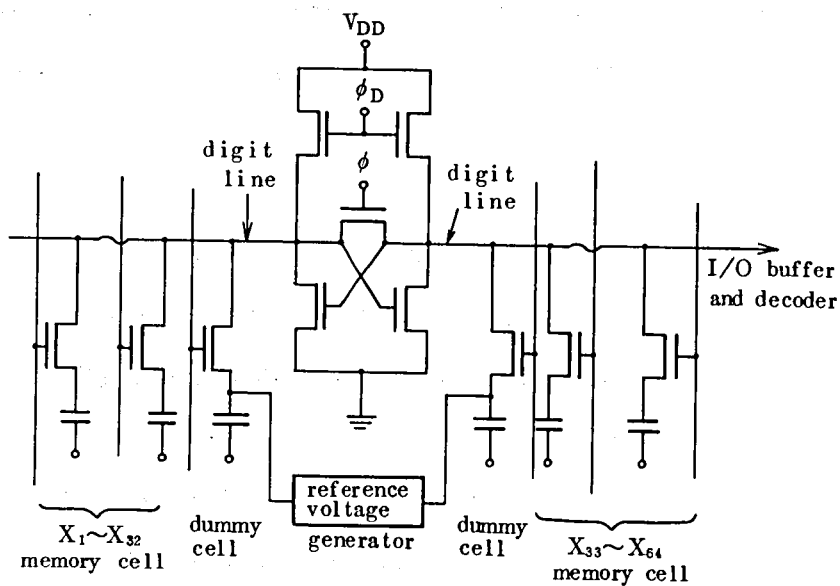 V_DD
φ_D
φ
digit
line
digit
line
I/O buffer
and decoder
reference
voltage
generator
X₁~X₃₂
memory cell
dummy
cell
dummy
cell
X₃₃~X₆₄
memory cell